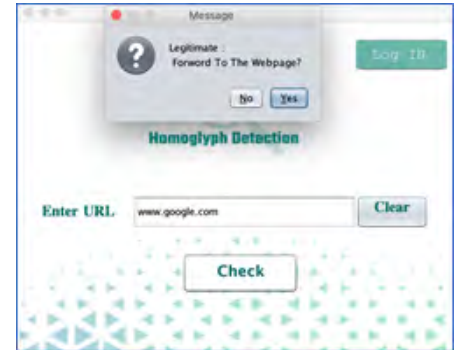 Message
Legitimate :
Forword To The Webpage?
No Yes
Log In
Homoglyph Detection
Enter URL www.google.com Clear
Check